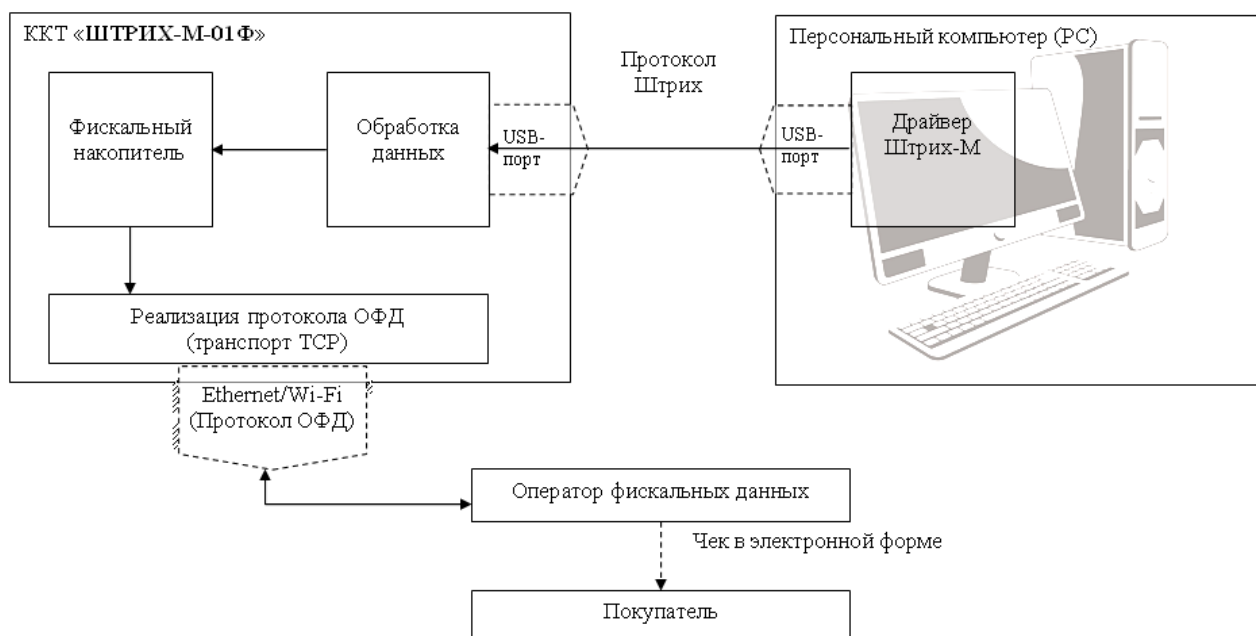 ККТ «ШТРИХ-М-01Ф»
Персональный компьютер (PC)
Протокол
Штрих
Фискальный
накопитель
Обработка
данных
USB-
порт
USB-
порт
Драйвер
Штрих-М
Реализация протокола ОФД
(транспорт TCP)
Ethernet/Wi-Fi
(Протокол ОФД)
Оператор фискальных данных
Чек в электронной форме
Покупатель